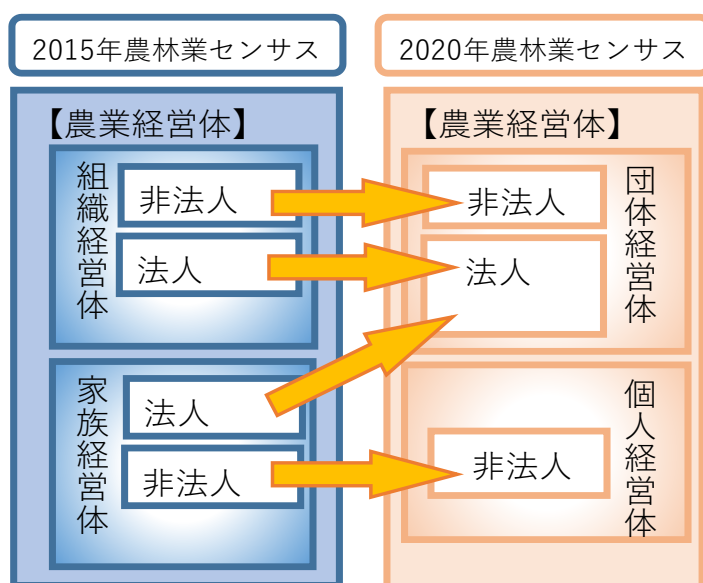 2015年農林業センサス
【農業経営体】
組織経営体
非法人
法人
家族経営体
法人
非法人
2020年農林業センサス
【農業経営体】
団体経営体
非法人
法人
個人経営体
非法人